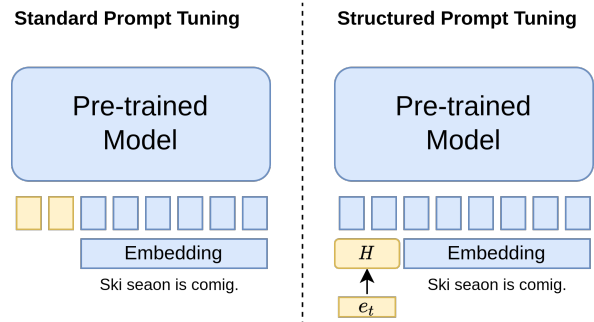 Standard Prompt Tuning
Pre-trained
Model
Embedding
Ski seaon is comig.
Structured Prompt Tuning
Pre-trained
Model
H
Embedding
Ski seaon is comig.
e_t